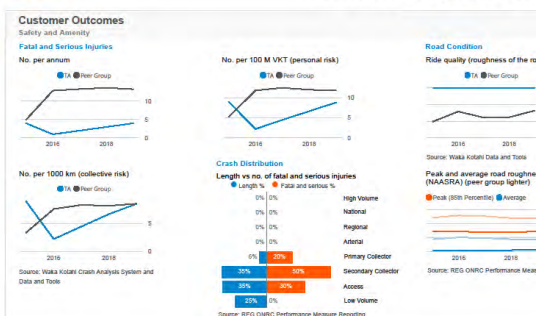 Customer Outcomes
Safety and Amenity
Fatal and Serious Injuries
No. per annum
TA Peer Group
10
5
0
2016 2018
No. per 100 M VKT (personal risk)
TA Peer Group
10
5
0
2016 2018
Road Condition
Ride quality (roughness of the ro
TA Peer Group
2016 2018
Source: Waka Kotahi Data and Tools
No. per 1000 km (collective risk)
TA Peer Group
5
0
2016 2018
Source: Waka Kotahi Crash Analysis System and
Data and Tools
Crash Distribution
Length vs no. of fatal and serious injuries
Length % Fatal and serious %
0% 0% High Volume
0% 0% National
0% 0% Regional
0% 0% Arterial
20% Primary Collector
35% 50% Secondary Collector
35% 30% Access
25% 0% Low Volume
Source: REG ONRC Performance Measure Reporting
Peak and average road roughne
(NAASRA) (peer group lighter)
Peak (85th Percentile) Average
2016 2018
Source: REG ONRC Performance Meas